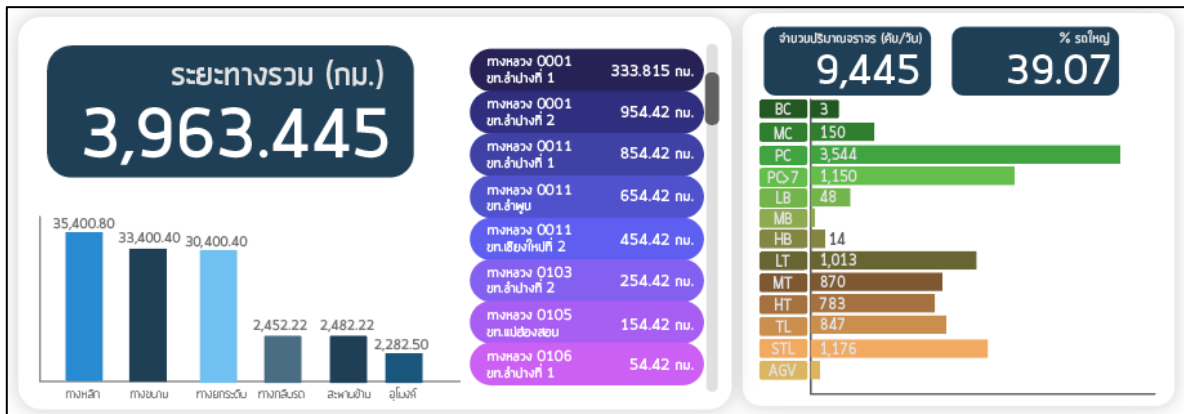 ระยะทางรวม (กม.)
3,963.445
35,400.80
33,400.40
30,400.40
2,452.22
2,482.22
2,282.50
ทางหลัก
ทางขนาน
ทางยกระดับ
ทางกลับรถ
สะพานข้าม
อุโมงค์
ทางหลวง 0001
ขท.ลำปางที่ 1
333.815 กม.
ทางหลวง 0001
ขท.ลำปางที่ 2
954.42 กม.
ทางหลวง 0011
ขท.ลำปางที่ 1
854.42 กม.
ทางหลวง 0011
ขท.ลำพูน
654.42 กม.
ทางหลวง 0011
ขท.เชียงใหม่ที่ 2
454.42 กม.
ทางหลวง 0103
ขท.ลำปางที่ 2
254.42 กม.
ทางหลวง 0105
ขท.แม่ฮ่องสอน
154.42 กม.
ทางหลวง 0106
ขท.ลำปางที่ 1
54.42 กม.
จำนวนปริมาณจราจร (คัน/วัน)
9,445
% รถใหญ่
39.07
BC 3
MC 150
PC 3,544
PC>7 1,150
LB 48
MB
HB 14
LT 1,013
MT 870
HT 783
TL 847
STL 1,176
AGV